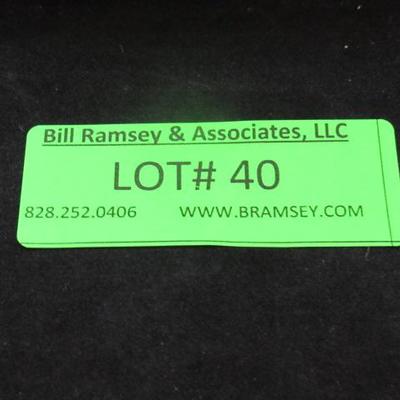 Bill Ramsey & Associates, LLC
LOT# 40
828.252.0406 WWW.BRAMSEY.COM